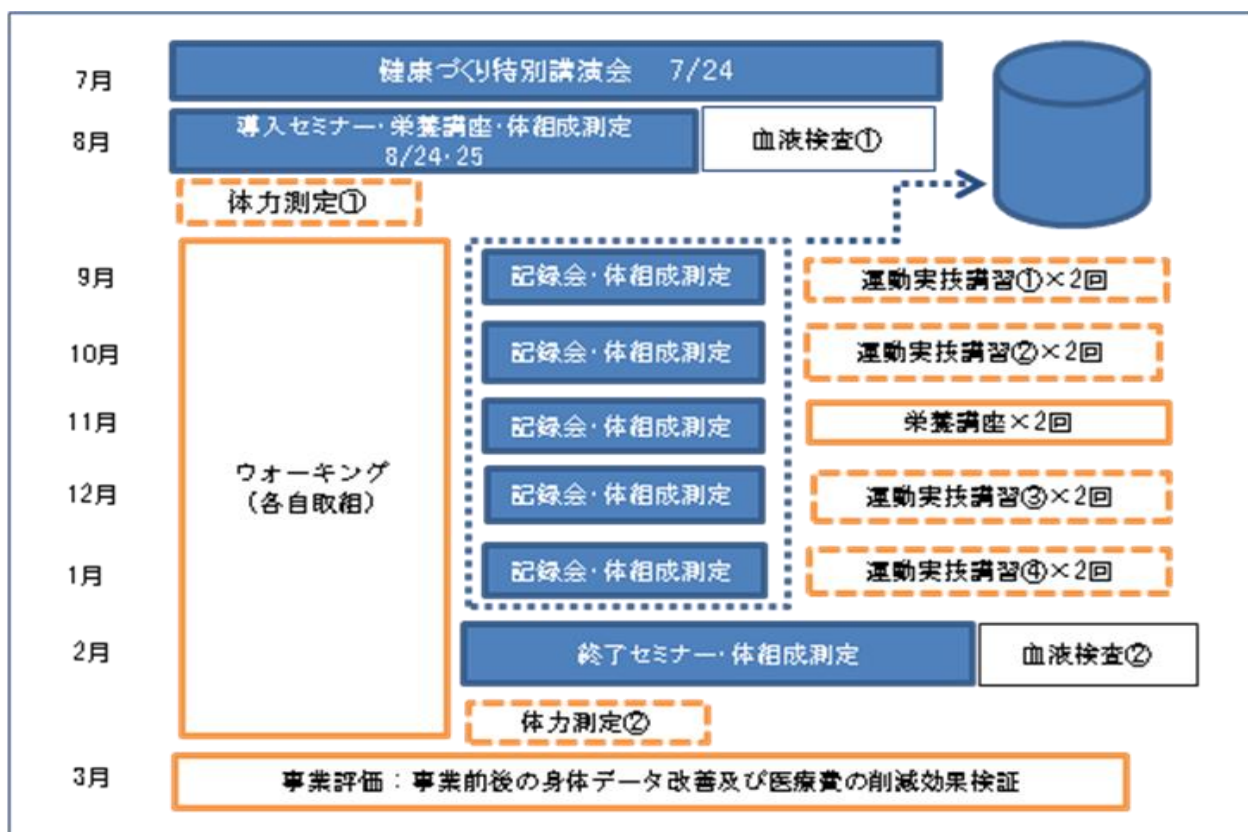 7月
健康づくり特別講演会 7/24
8月
導入セミナー・栄養講座・体組成測定
8/24・25
血液検査①
体力測定①
9月
記録会・体組成測定
運動実技講習①×2回
10月
記録会・体組成測定
運動実技講習②×2回
11月
記録会・体組成測定
栄養講座×2回
ウオーキング
(各自取組)
12月
記録会・体組成測定
運動実技講習③×2回
1月
記録会・体組成測定
運動実技講習④×2回
2月
終了セミナー・体組成測定
血液検査②
体力測定②
3月
事業評価：事業前後の身体データ改善及び医療費の削減効果検証